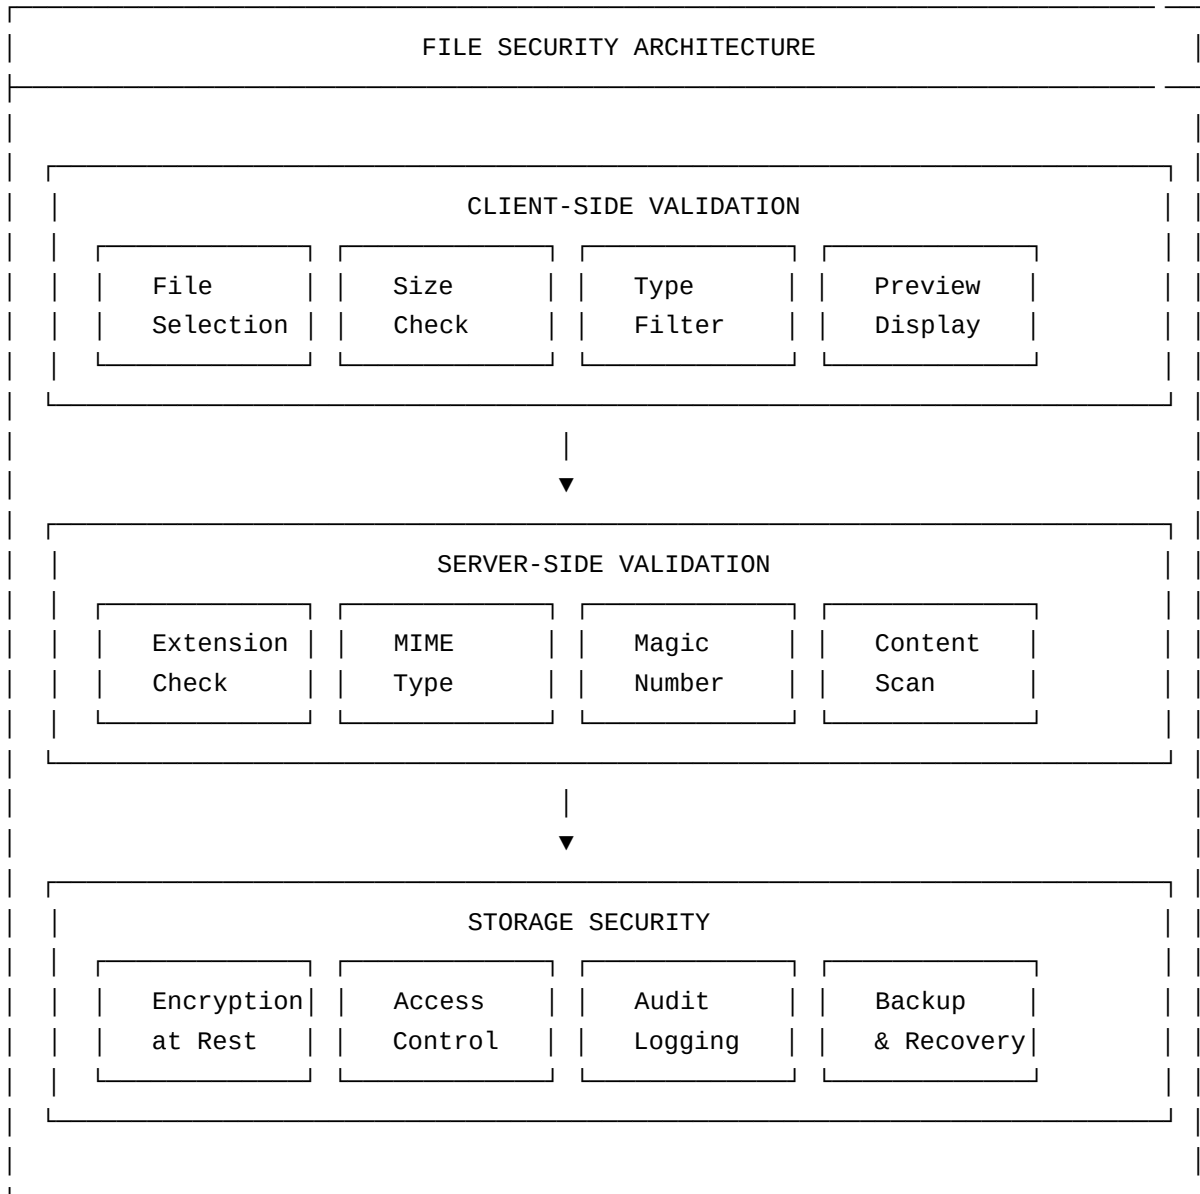 FILE SECURITY ARCHITECTURE
CLIENT-SIDE VALIDATION
File Size Type Preview
Selection Check Filter Display
▼
SERVER-SIDE VALIDATION
Extension MIME Magic Content
Check Type Number Scan
▼
STORAGE SECURITY
Encryption Access Audit Backup
at Rest Control Logging & Recovery